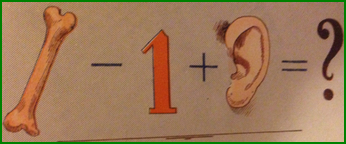 − 1 + = ?